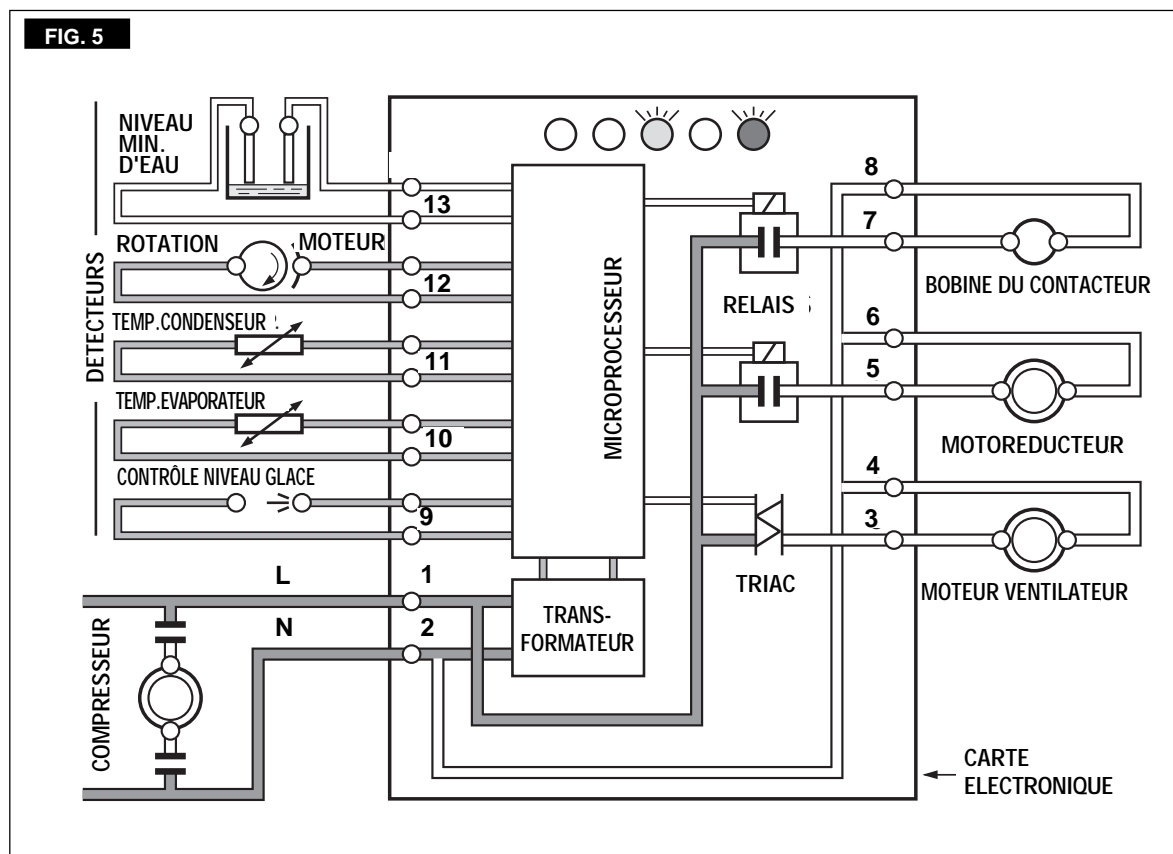 FIG. 5
NIVEAU
MIN.
D'EAU
13
ROTATION MOTEUR
12
TEMP.CONDENSEUR
11
TEMP.EVAPORATEUR
10
CONTRÔLE NIVEAU GLACE
9
DETECTEURS
L
1
N
2
COMPRESSEUR
MICROPROCESSEUR
TRANS-
FORMATEUR
RELAIS
TRIAC
8
7
BOBINE DU CONTACTEUR
6
5
MOTOREDUCTEUR
4
3
MOTEUR VENTILATEUR
CARTE
ELECTRONIQUE